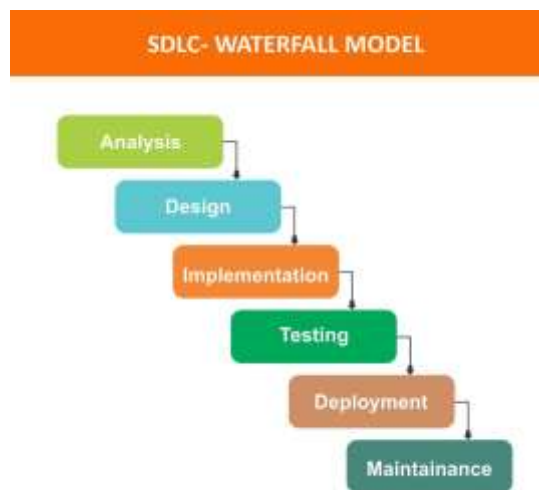 SDLC- WATERFALL MODEL
Analysis
Design
Implementation
Testing
Deployment
Maintainance